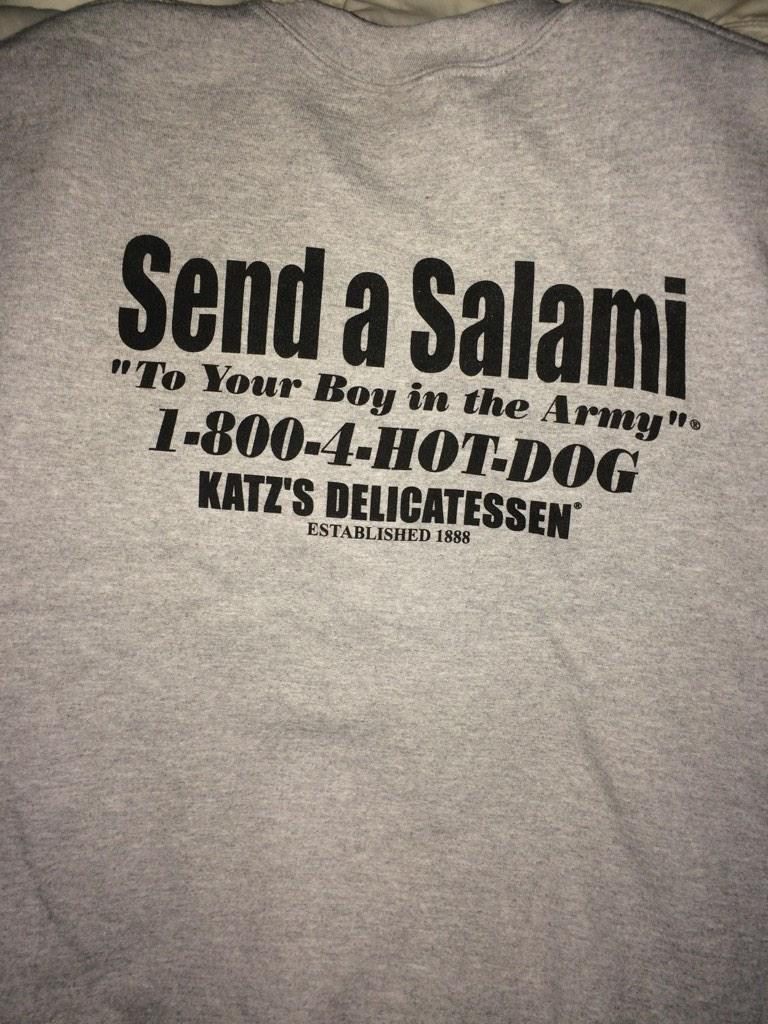 Send a Salami
"To Your Boy in the Army"®
1-800-4-HOT-DOG
KATZ'S DELICATESSEN®
ESTABLISHED 1888